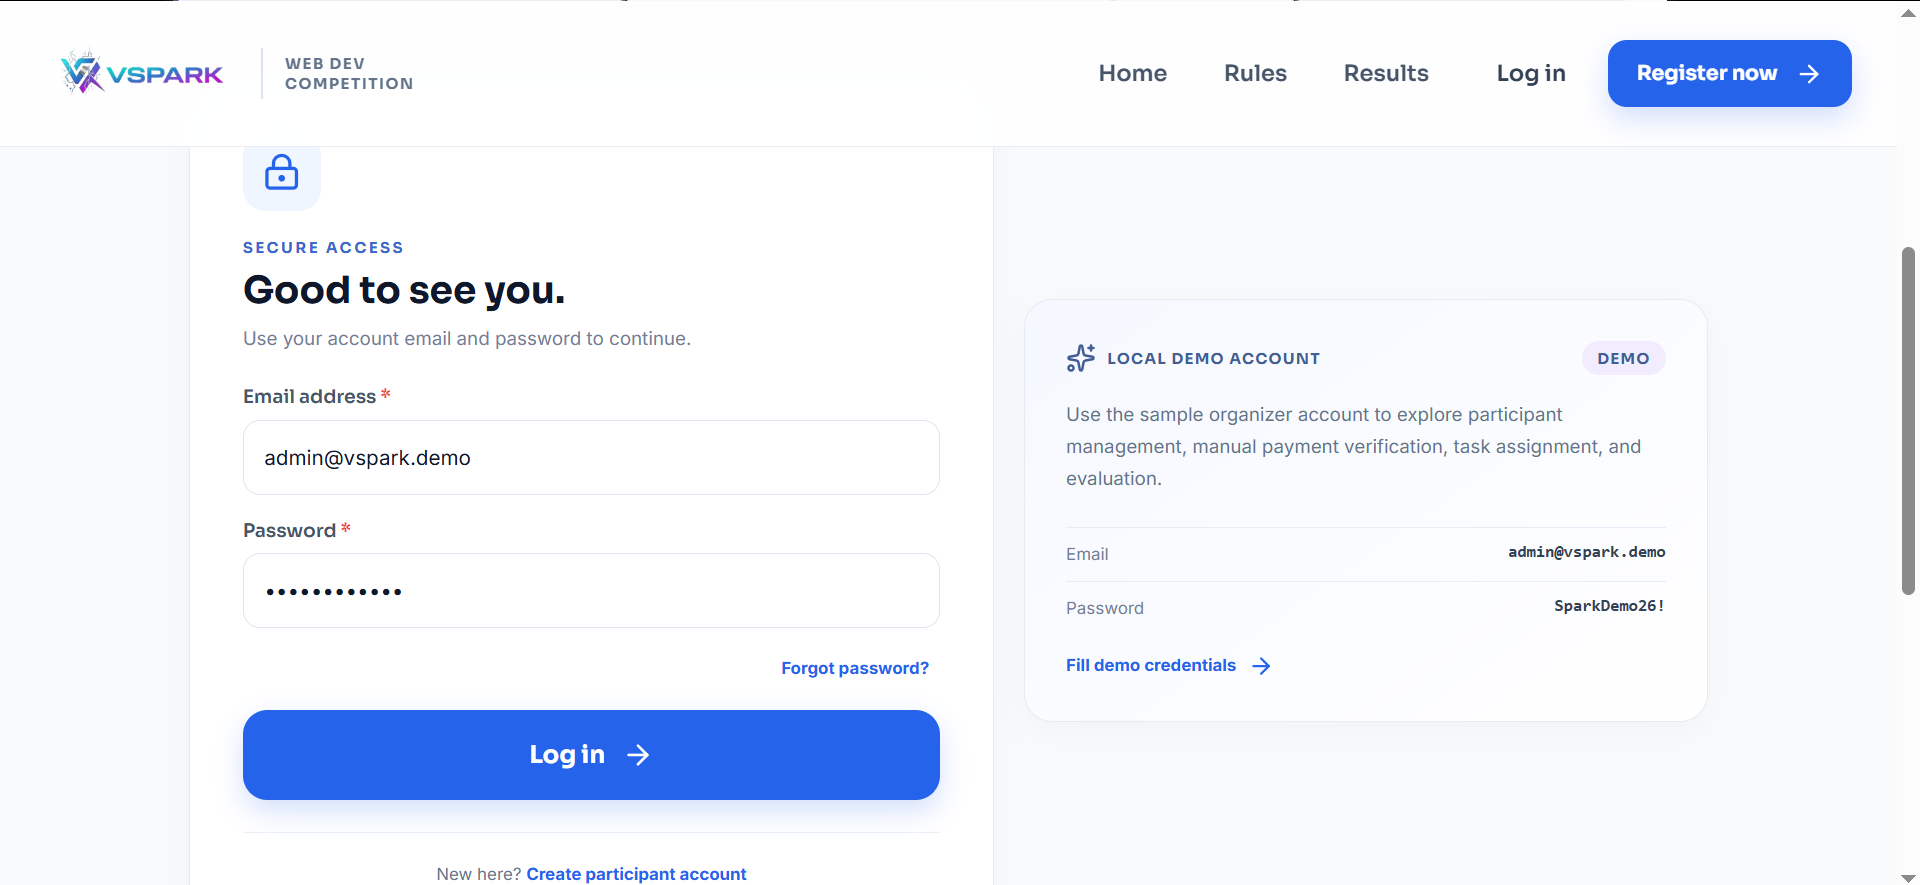 VSPARK
WEB DEV
COMPETITION
Home
Rules
Results
Log in
Register now
SECURE ACCESS
Good to see you.
Use your account email and password to continue.
Email address *
admin@vspark.demo
Password *
••••••••••••
Forgot password?
Log in
New here? Create participant account
LOCAL DEMO ACCOUNT
DEMO
Use the sample organizer account to explore participant
management, manual payment verification, task assignment, and
evaluation.
Email
admin@vspark.demo
Password
SparkDemo26!
Fill demo credentials